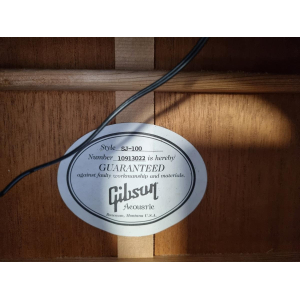 Style SJ-100
Number 10913022 is hereby
GUARANTEED
against faulty workmanship and materials.
Gibson
Acoustic
Bozeman, Montana U.S.A.